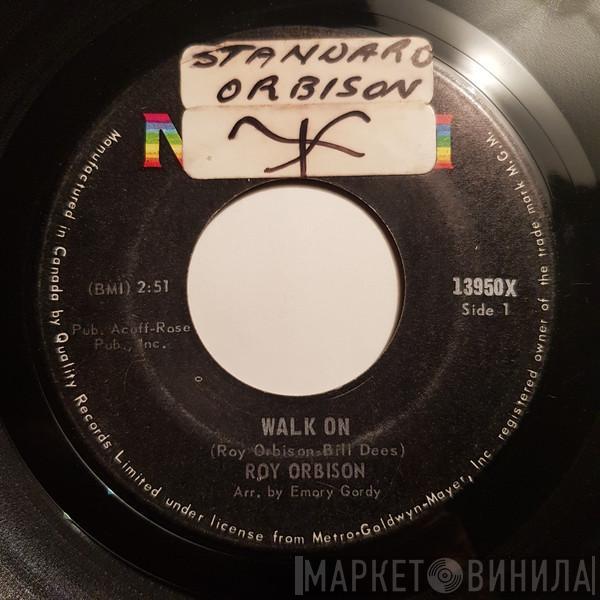 STANDARD
ORBISON
M
(BMI) 2:51
Pub. Acuff-Rose
Pub., Inc.
13950X
Side 1
WALK ON
(Roy Orbison-Bill Dees)
ROY ORBISON
Arr. by Emory Gordy
Manufactured in Canada by Quality Records Limited under license from Metro-Goldwyn-Mayer, Inc. registered owner of the trade mark M.G.M.
МАРКЕТ ВИНИЛА